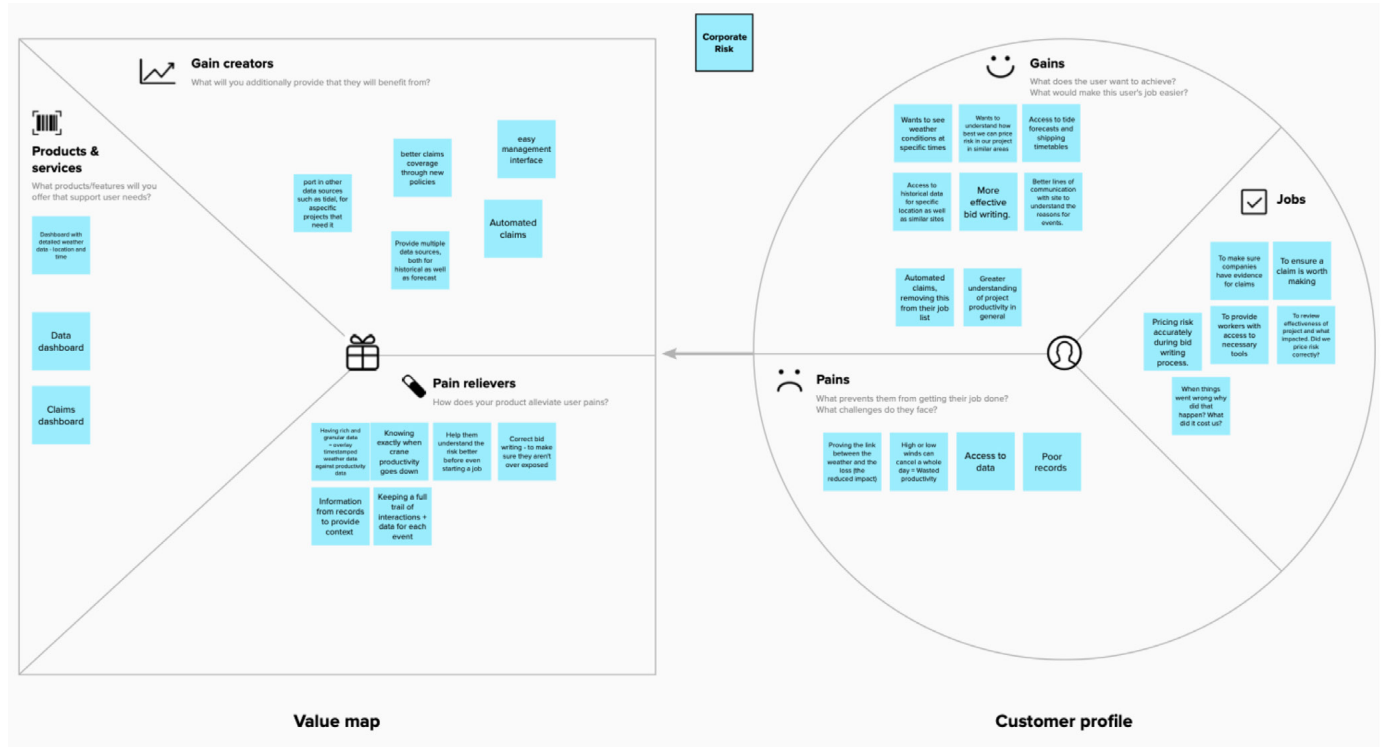 Corporate
Risk
Gain creators
What will you additionally provide that they will benefit from?
Products &
services
What products/features will you
offer that support user needs?
Dashboard with
detailed weather
data - location and
time
Data
dashboard
Claims
dashboard
port in other
data sources
such as tidal, for
aspecific
projects that
need it
better claims
coverage
through new
policies
easy
management
interface
Automated
claims
Provide multiple
data sources,
both for
historical as well
as forecast
Pain relievers
How does your product alleviate user pains?
Having rich and
granular data
- overlay
timestamped
weather data
against productivity
data
Knowing
exactly when
crane
productivity
goes down
Help them
understand the
risk better
before even
starting a job
Correct bid
writing - to make
sure they aren't
over exposed
Information
from records
to provide
context
Keeping a full
trail of
interactions +
data for each
event
Value map
Gains
What does the user want to achieve?
What would make this user's job easier?
Wants to see
weather
conditions at
specific times
Wants to
understand how
best we can price
risk in our project
in similar areas
Access to tide
forecasts and
shipping
timetables
Access to
historical data
for specific
location as well
as similar sites
More
effective
bid writing.
Better lines of
communication
with site to
understand the
reasons for
events.
Automated
claims,
removing this
from their job
list
Greater
understanding
of project
productivity in
general
Jobs
To make sure
companies
have evidence
for claims
To ensure a
claim is worth
making
Pricing risk
accurately
during bid
writing
process.
To provide
workers with
access to
necessary
tools
To review
effectiveness of
project and what
impacted. Did we
price risk
correctly?
When things
went wrong why
did that
happen? What
did it cost us?
Pains
What prevents them from getting their job done?
What challenges do they face?
Proving the link
between the
weather and the
loss (the
reduced impact)
High or low
winds can
cancel a whole
day = Wasted
productivity
Access to
data
Poor
records
Customer profile